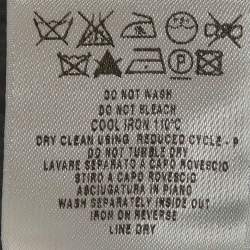 DO NOT WASH
DO NOT BLEACH
COOL IRON 110°C
DRY CLEAN USING REDUCED CYCLE - P
DO NOT TUMBLE DRY
LAVARE SEPARATO A CAPO ROVESCIO
STIRO A CAPO ROVESCIO
ASCIUGATURA IN PIANO
WASH SEPARATELY INSIDE OUT
IRON ON REVERSE
LINE DRY